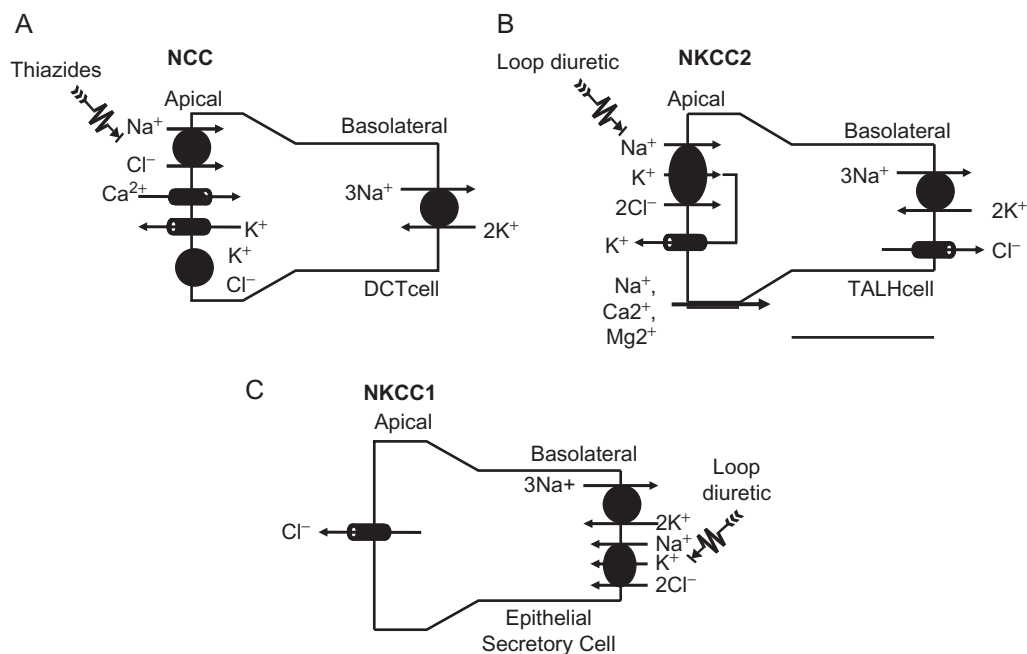 A
NCC
Thiazides
Apical
Na⁺
Cl⁻
Ca²⁺
K⁺
K⁺
Cl⁻
Basolateral
3Na⁺
2K⁺
DCTcell
B
NKCC2
Loop diuretic
Apical
Na⁺
K⁺
2Cl⁻
K⁺
Na⁺,
Ca2⁺,
Mg2⁺
Basolateral
3Na⁺
2K⁺
Cl⁻
TALHcell
C
NKCC1
Apical
Cl⁻
Basolateral
3Na+
2K⁺
Na⁺
K⁺
2Cl⁻
Loop
diuretic
Epithelial
Secretory Cell